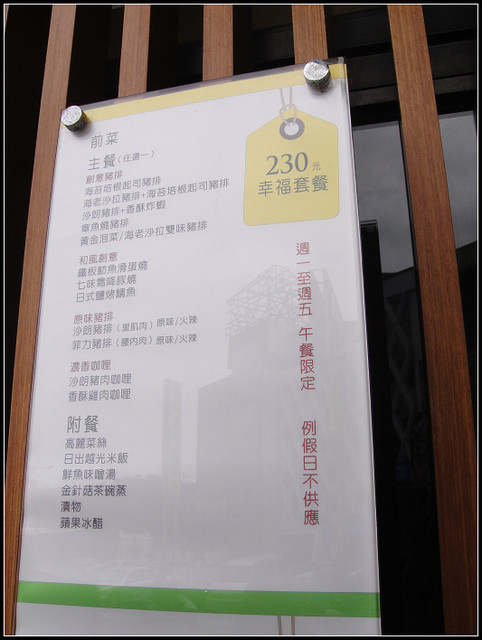 前菜
主餐（任選一）
創意豬排
海苔培根起司豬排
海老沙拉豬排+海苔培根起司豬排
沙朗豬排+香酥炸蝦
章魚燒豬排
黃金泡菜/海老沙拉雙味豬排
和風創意
鐵板魴魚滑蛋燒
七味霜降豚燒
日式鹽烤鯖魚
原味豬排
沙朗豬排（里肌肉）原味/火辣
菲力豬排（腰內肉）原味/火辣
濃香咖哩
沙朗豬肉咖哩
香酥雞肉咖哩
附餐
高麗菜絲
日出越光米飯
鮮魚味噌湯
金針菇茶碗蒸
漬物
蘋果冰醋
230元
幸福套餐
週一至週五 午餐限定 例假日不供應